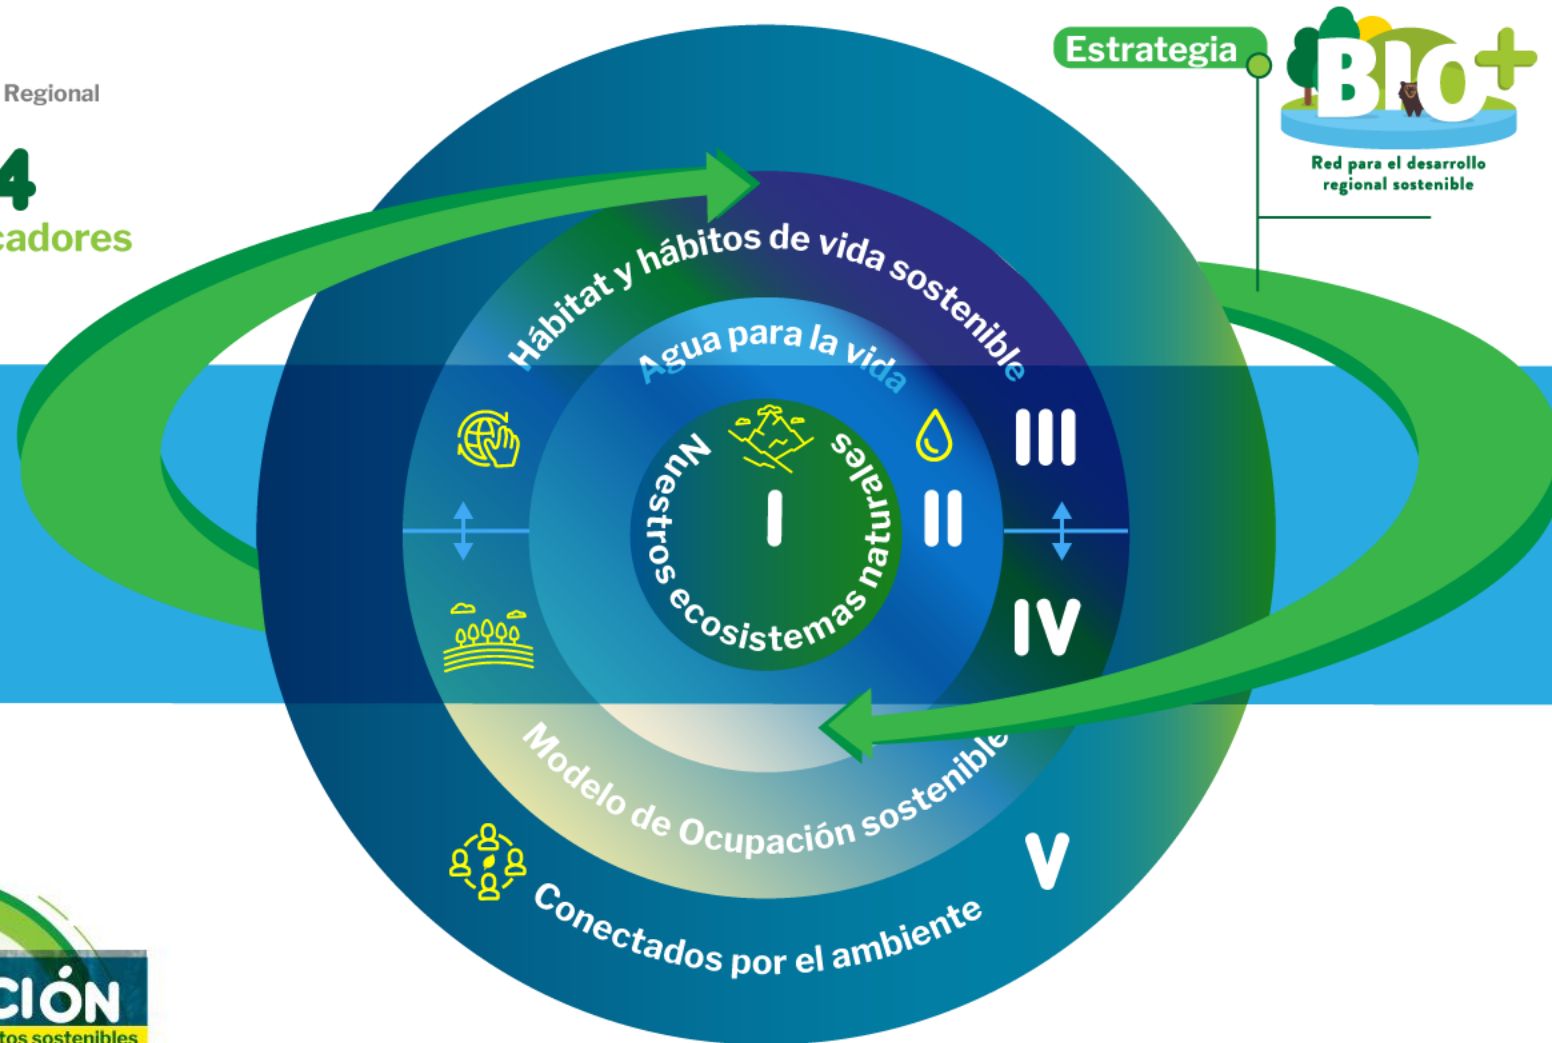 Regional
4
cadores
Estrategia
BIO+
Red para el desarrollo
regional sostenible
Hábitat y hábitos de vida sostenible
Agua para la vida
III
Nuestros ecosistemas naturales
I
II
IV
Modelo de Ocupación sostenible
V
Conectados por el ambiente
CIÓN
tos sostenibles